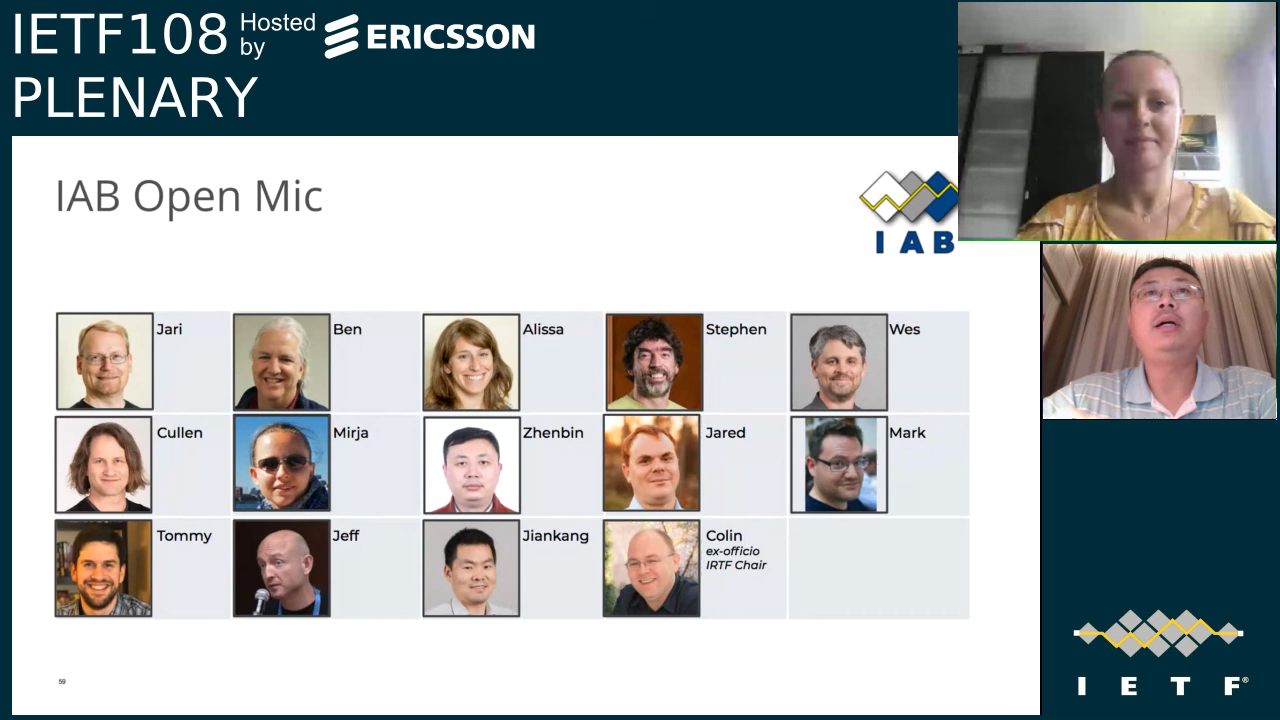 IETF108 Hosted by ERICSSON
PLENARY
IAB Open Mic
IAB
Jari
Ben
Alissa
Stephen
Wes
Cullen
Mirja
Zhenbin
Jared
Mark
Tommy
Jeff
Jiankang
Colin
ex-officio
IRTF Chair
59
I E T F®